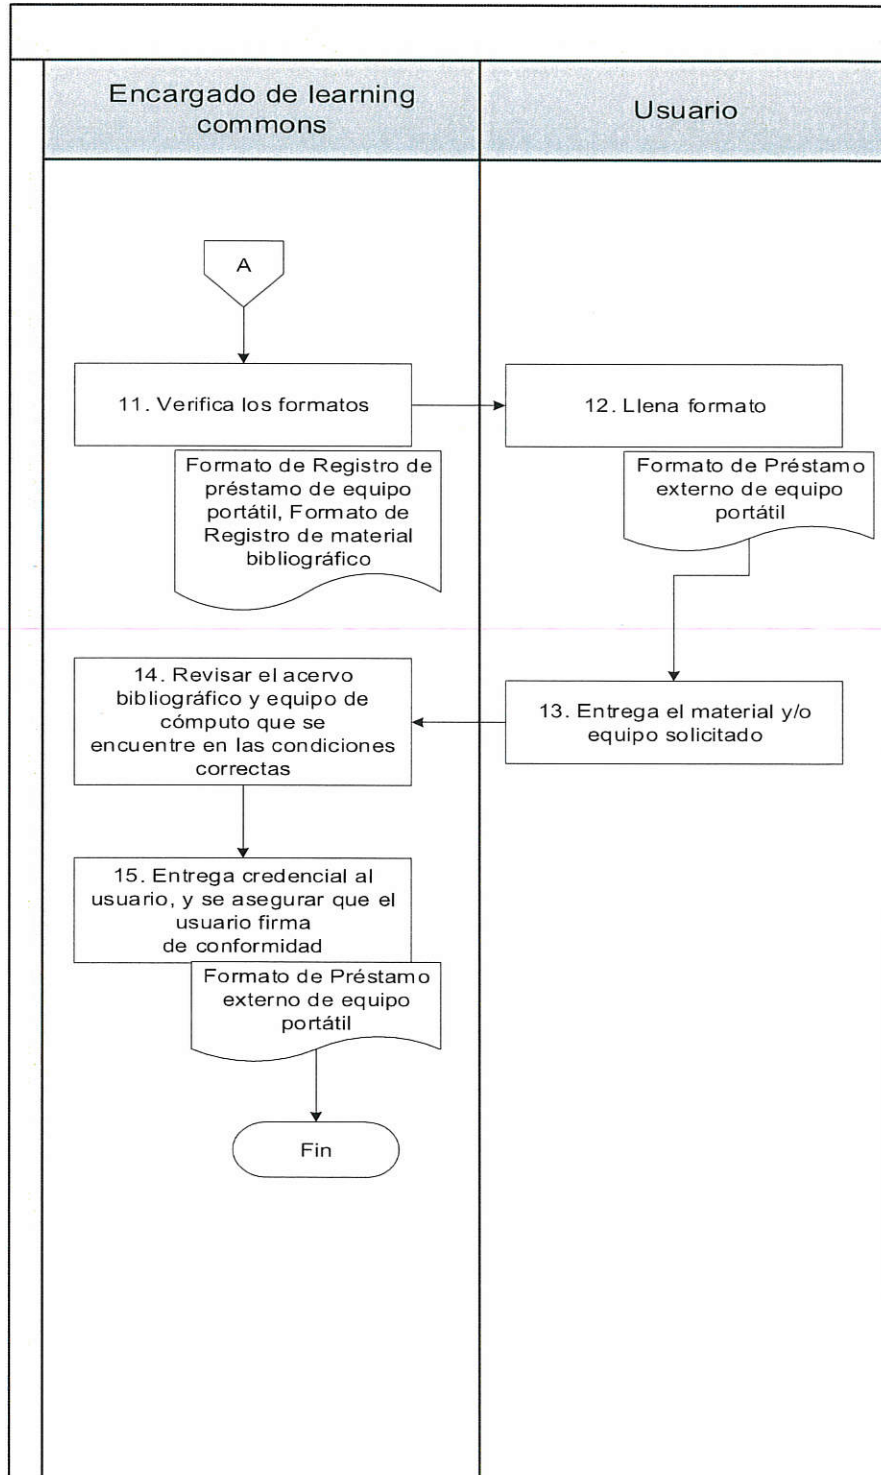 Encargado de learning
commons
Usuario
A
11. Verifica los formatos
12. Llena formato
Formato de Registro de
préstamo de equipo
portátil, Formato de
Registro de material
bibliográfico
Formato de Préstamo
externo de equipo
portátil
13. Entrega el material y/o
equipo solicitado
14. Revisar el acervo
bibliográfico y equipo de
cómputo que se
encuentre en las condiciones
correctas
15. Entrega credencial al
usuario, y se asegurar que el
usuario firma
de conformidad
Formato de Préstamo
externo de equipo
portátil
Fin